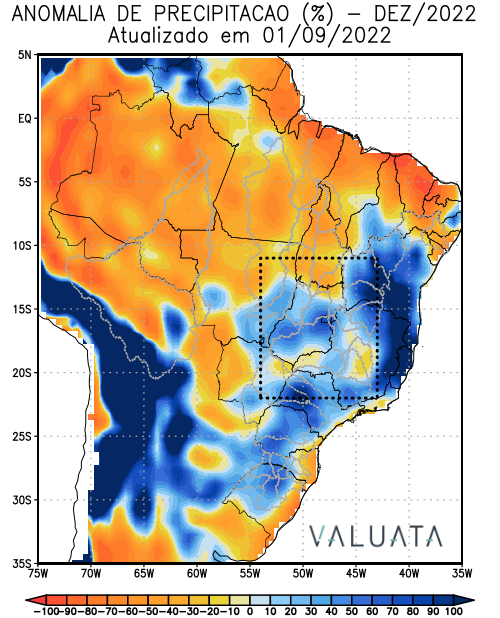 ANOMALIA DE PRECIPITACAO (%) – DEZ/2022
Atualizado em 01/09/2022
5N
EQ
5S
10S
15S
20S
25S
30S
35S
75W 70W 65W 60W 55W 50W 45W 40W 35W
VALUATA
-100 -90 -80 -70 -60 -50 -40 -30 -20 -10 0 10 20 30 40 50 60 70 80 90 100